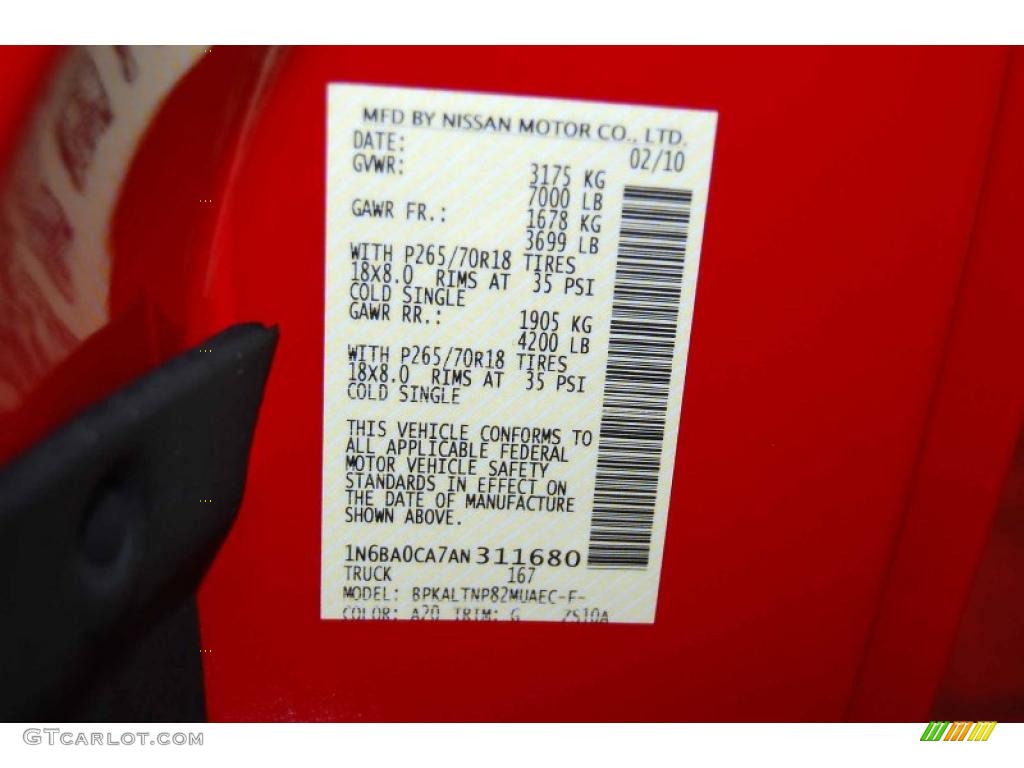 MFD BY NISSAN MOTOR CO., LTD.
DATE: 02/10
GVWR: 3175 KG
7000 LB
GAWR FR.: 1678 KG
3699 LB
WITH P265/70R18 TIRES
18X8.0 RIMS AT 35 PSI
COLD SINGLE
GAWR RR.: 1905 KG
4200 LB
WITH P265/70R18 TIRES
18X8.0 RIMS AT 35 PSI
COLD SINGLE
THIS VEHICLE CONFORMS TO
ALL APPLICABLE FEDERAL
MOTOR VEHICLE SAFETY
STANDARDS IN EFFECT ON
THE DATE OF MANUFACTURE
SHOWN ABOVE.
1N6BA0CA7AN311680
TRUCK 167
MODEL: BPKALTNP82MUAEC-F-
COLOR: A20 TRIM: G ZS10A
GTCARLOT.COM